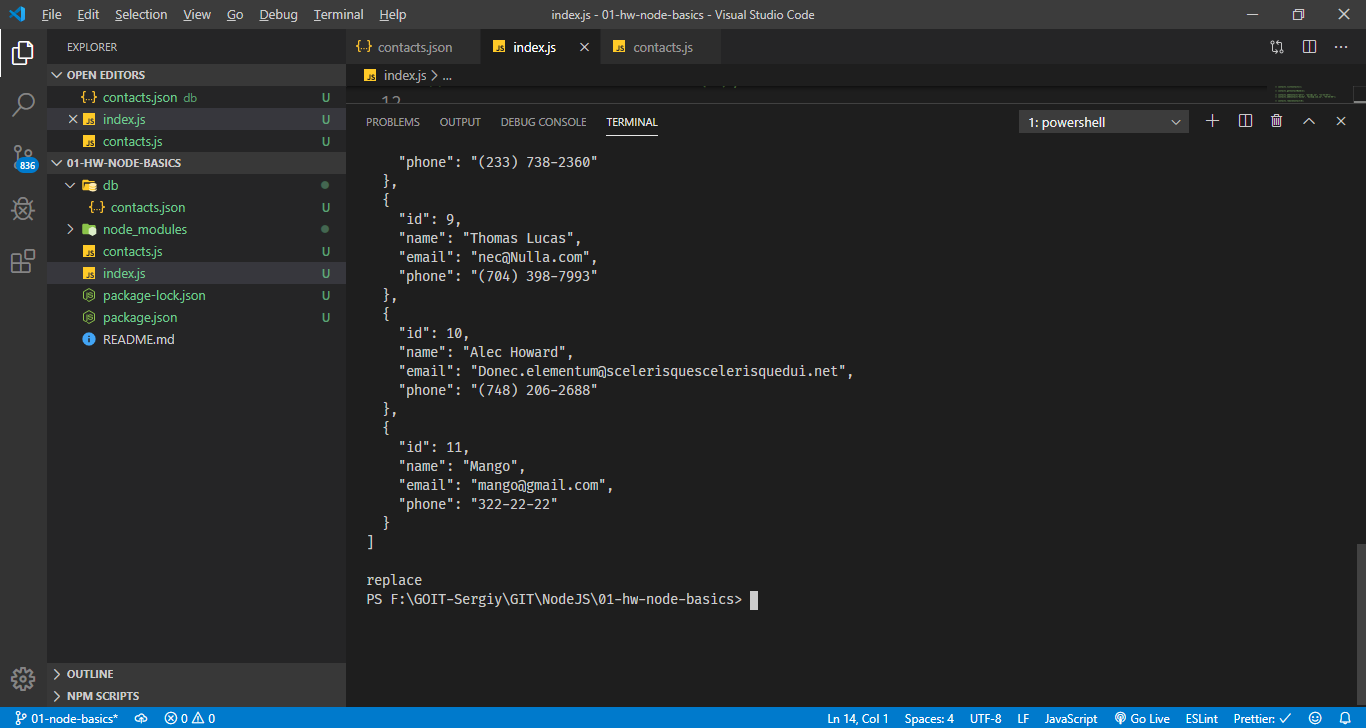 File Edit Selection View Go Debug Terminal Help
index.js - 01-hw-node-basics - Visual Studio Code
EXPLORER
OPEN EDITORS
contacts.json db U
index.js U
contacts.js U
01-HW-NODE-BASICS
db
contacts.json U
node_modules
contacts.js U
index.js U
package-lock.json U
package.json U
README.md
OUTLINE
NPM SCRIPTS
836
contacts.json
index.js
contacts.js
index.js > ...
12
PROBLEMS OUTPUT DEBUG CONSOLE TERMINAL
1: powershell
"phone": "(233) 738-2360"
},
{
"id": 9,
"name": "Thomas Lucas",
"email": "nec@Nulla.com",
"phone": "(704) 398-7993"
},
{
"id": 10,
"name": "Alec Howard",
"email": "Donec.elementum@scelerisquescelerisquedui.net",
"phone": "(748) 206-2688"
},
{
"id": 11,
"name": "Mango",
"email": "mango@gmail.com",
"phone": "322-22-22"
}
]
replace
PS F:\GOIT-Sergiy\GIT\NodeJS\01-hw-node-basics>
01-node-basics* 0 0
Ln 14, Col 1 Spaces: 4 UTF-8 LF JavaScript Go Live ESLint Prettier: ✓